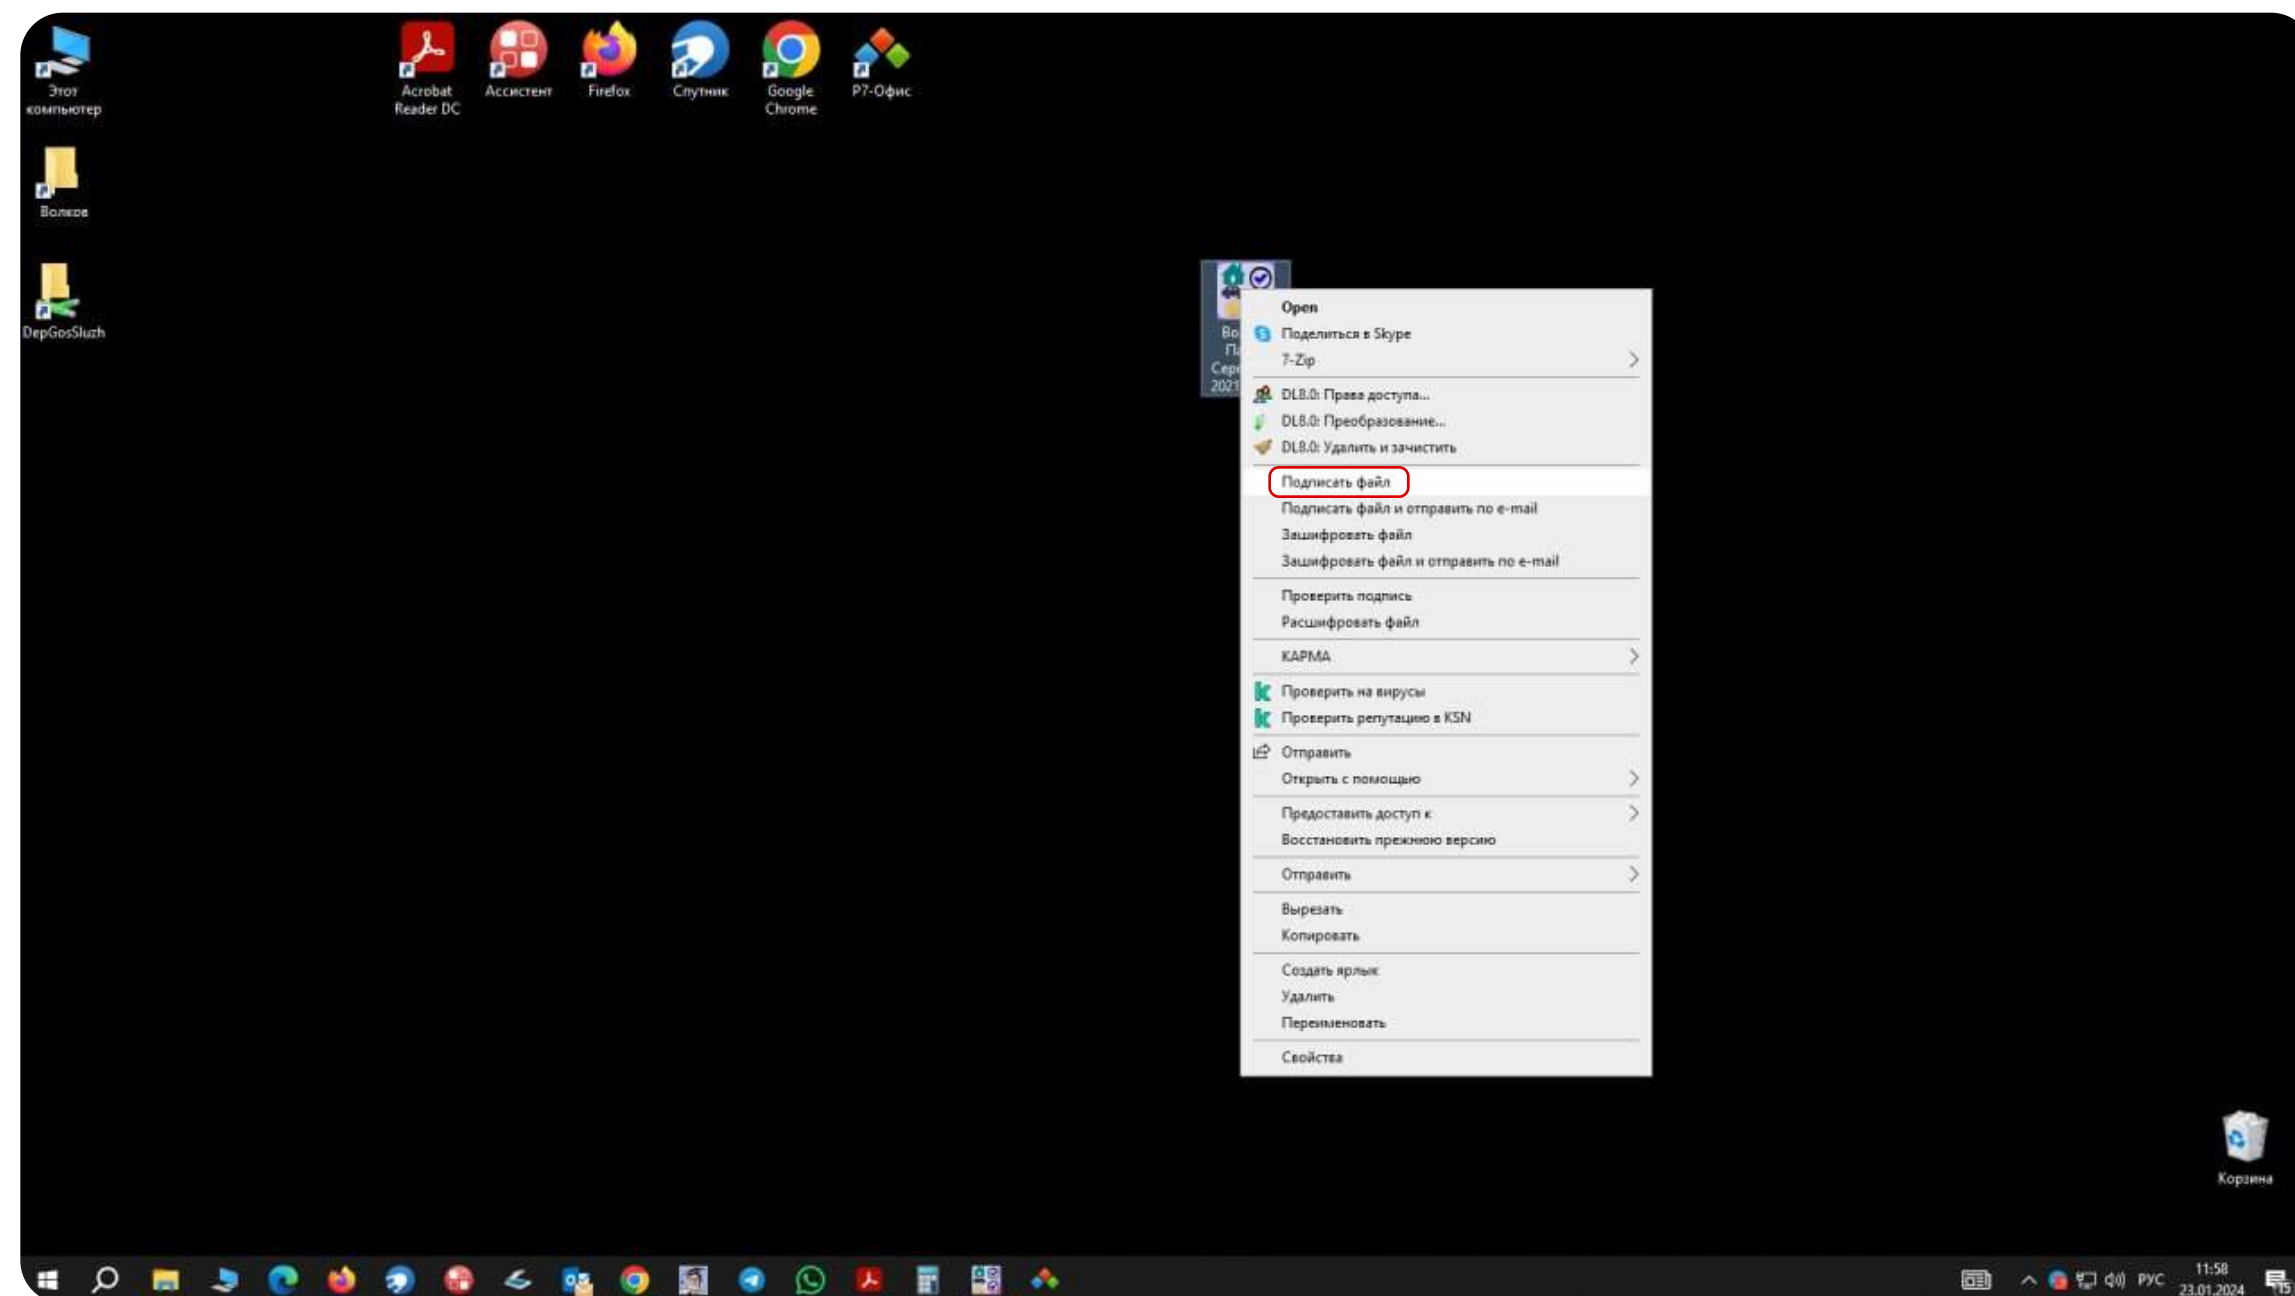 Этот
компьютер
Acrobat
Reader DC
Ассистент
Firefox
Спутник
Google
Chrome
Р7-Офис
Волков
DepGosSluzh
2021
Open
Поделиться в Skype
7-Zip
DL8.0: Права доступа...
DL8.0: Преобразование...
DL8.0: Удалить и зачистить
Подписать файл
Подписать файл и отправить по e-mail
Зашифровать файл
Зашифровать файл и отправить по e-mail
Проверить подпись
Расшифровать файл
КАРМА
Проверить на вирусы
Проверить репутацию в KSN
Отправить
Открыть с помощью
Предоставить доступ к
Восстановить прежнюю версию
Отправить
Вырезать
Копировать
Создать ярлык
Удалить
Переименовать
Свойства
Корзина
РУС
11:58
23.01.2024